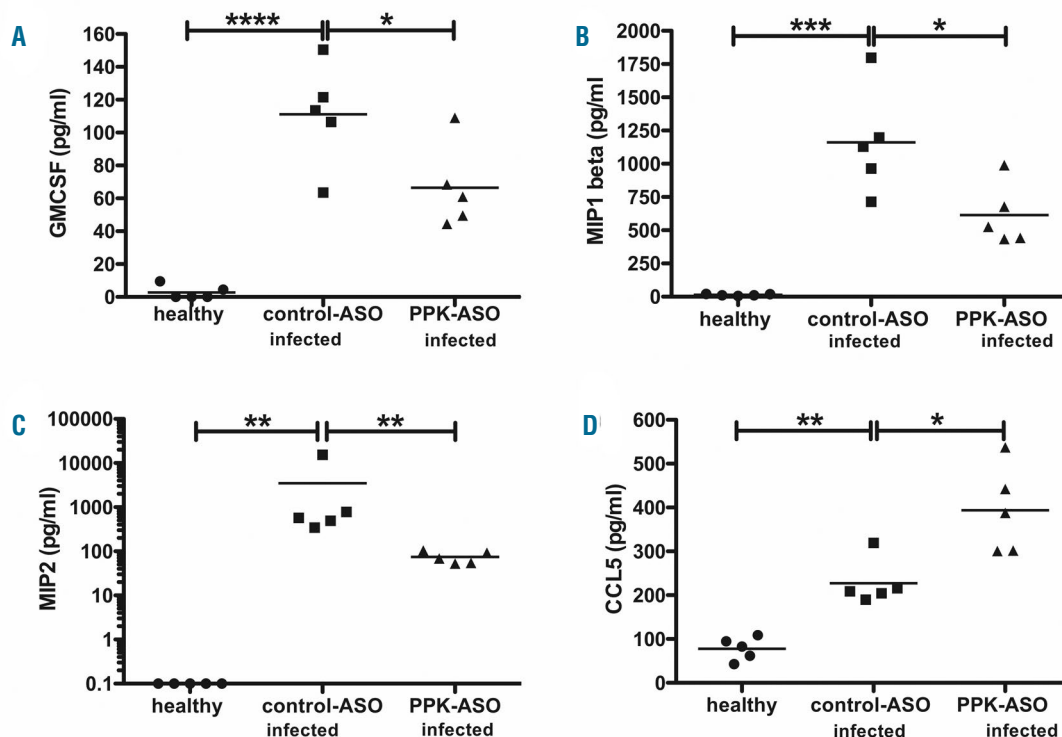 A
****
*
GMCSF (pg/ml)
160
140
120
100
80
60
40
20
0
healthy
control-ASO
infected
PPK-ASO
infected
B
***
*
MIP1 beta (pg/ml)
2000
1750
1500
1250
1000
750
500
250
0
healthy
control-ASO
infected
PPK-ASO
infected
C
**
**
MIP2 (pg/ml)
100000
10000
1000
100
10
1
0.1
healthy
control-ASO
infected
PPK-ASO
infected
D
**
*
CCL5 (pg/ml)
600
500
400
300
200
100
0
healthy
control-ASO
infected
PPK-ASO
infected